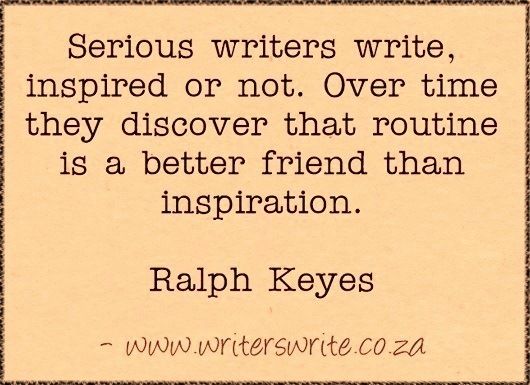 Serious writers write,
inspired or not. Over time
they discover that routine
is a better friend than
inspiration.
Ralph Keyes
- www.writerswrite.co.za